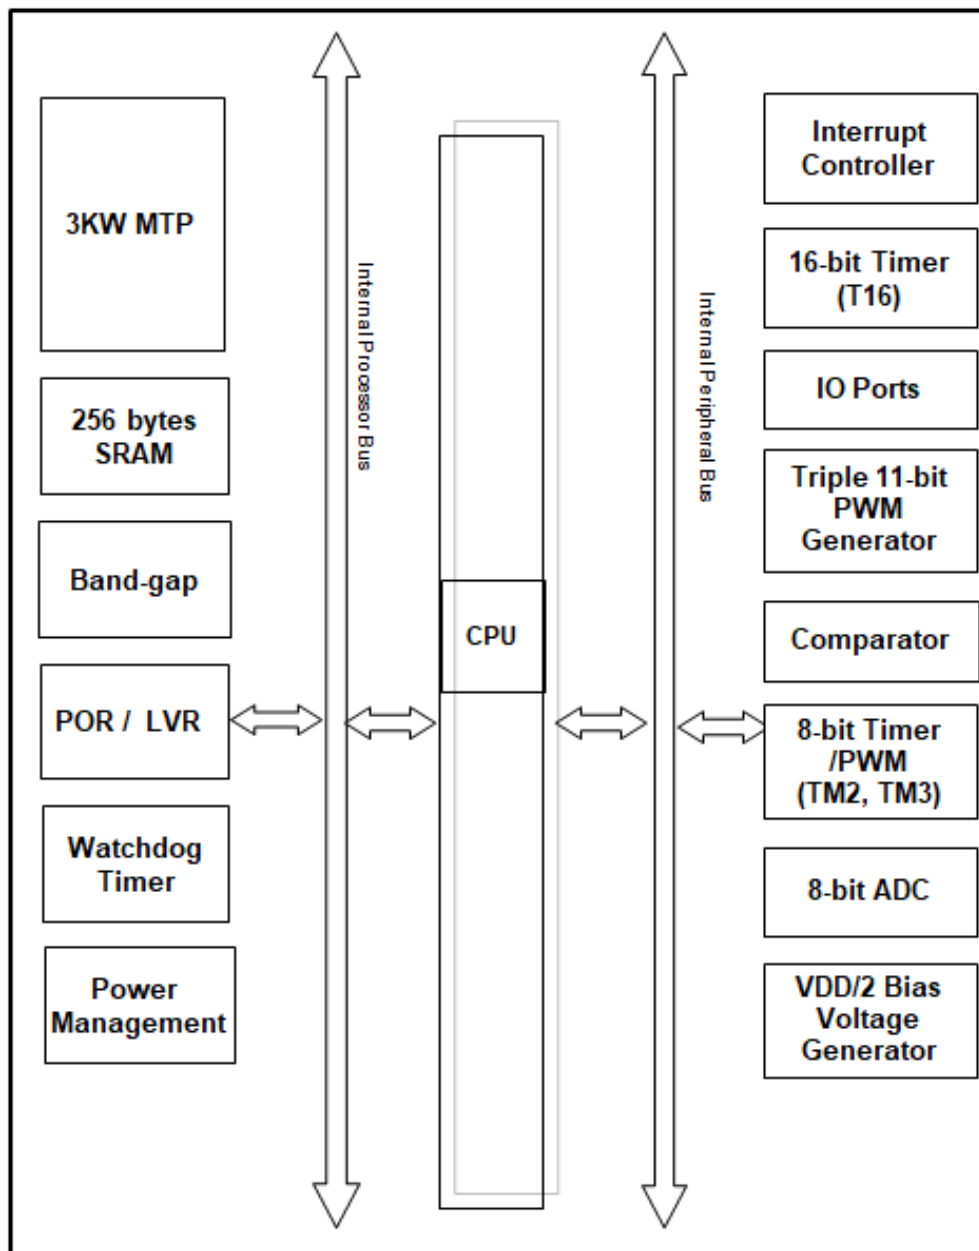 3KW MTP
256 bytes
SRAM
Band-gap
POR / LVR
Watchdog
Timer
Power
Management
Internal Processor Bus
CPU
Internal Peripheral Bus
Interrupt
Controller
16-bit Timer
(T16)
IO Ports
Triple 11-bit
PWM
Generator
Comparator
8-bit Timer
/PWM
(TM2, TM3)
8-bit ADC
VDD/2 Bias
Voltage
Generator